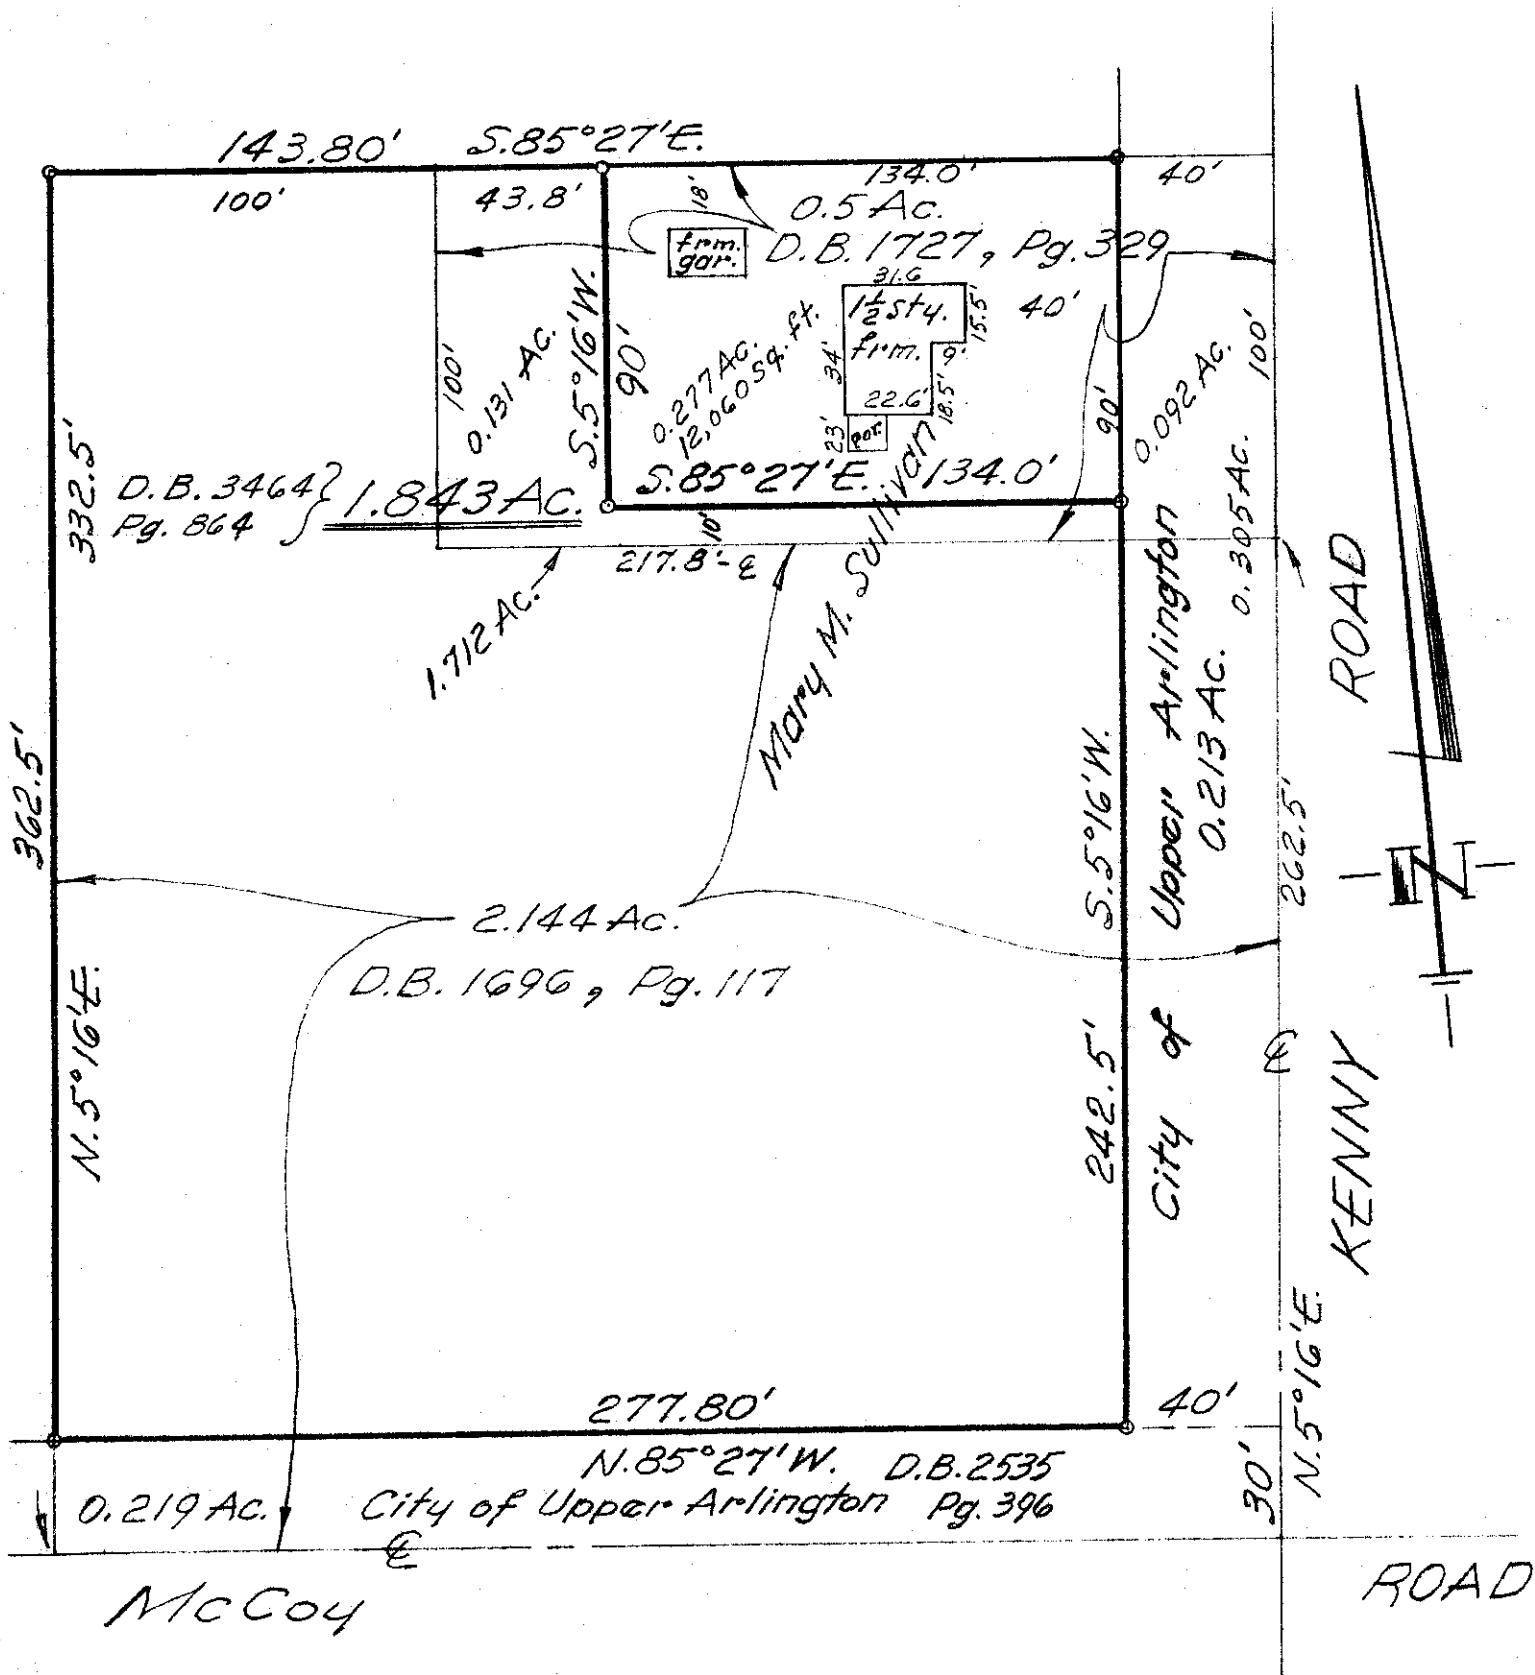 143.80' S.85°27'E.
100' 43.8' 18' 134.0' 40'
0.5 Ac.
D.B. 1727, Pg. 329
frm.
gar.
31.6
1½ sty.
frm.
15.5'
40'
34'
9'
22.6'
18.5'
23'
por.
100'
0.131 Ac.
S.5°16'W.
90'
0.277 Ac.
12,060 sq. ft.
90'
0.092 Ac.
100'
332.5'
D.B. 3464
Pg. 864
1.843 Ac.
S.85°27'E. 134.0'
10'
217.8'-℄
1.712 Ac.
Mary M. Sullivan
0.305 Ac.
City of Upper Arlington
0.213 Ac.
362.5'
N.5°16'E.
2.144 Ac.
D.B. 1696, Pg. 117
242.5' S.5°16'W.
262.5'
℄
KENNY ROAD
N
277.80' 40'
N.85°27'W. D.B. 2535
Pg. 396
30'
N.5°16'E.
0.219 Ac. City of Upper Arlington
℄
McCoy ROAD